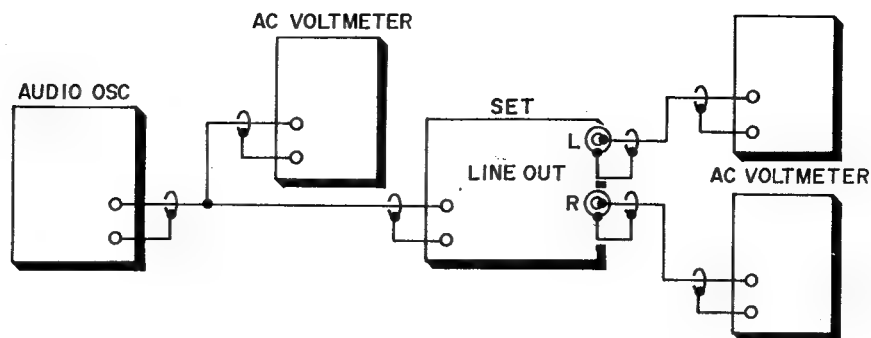 AC VOLTMETER
AUDIO OSC
SET
L
LINE OUT
R
AC VOLTMETER